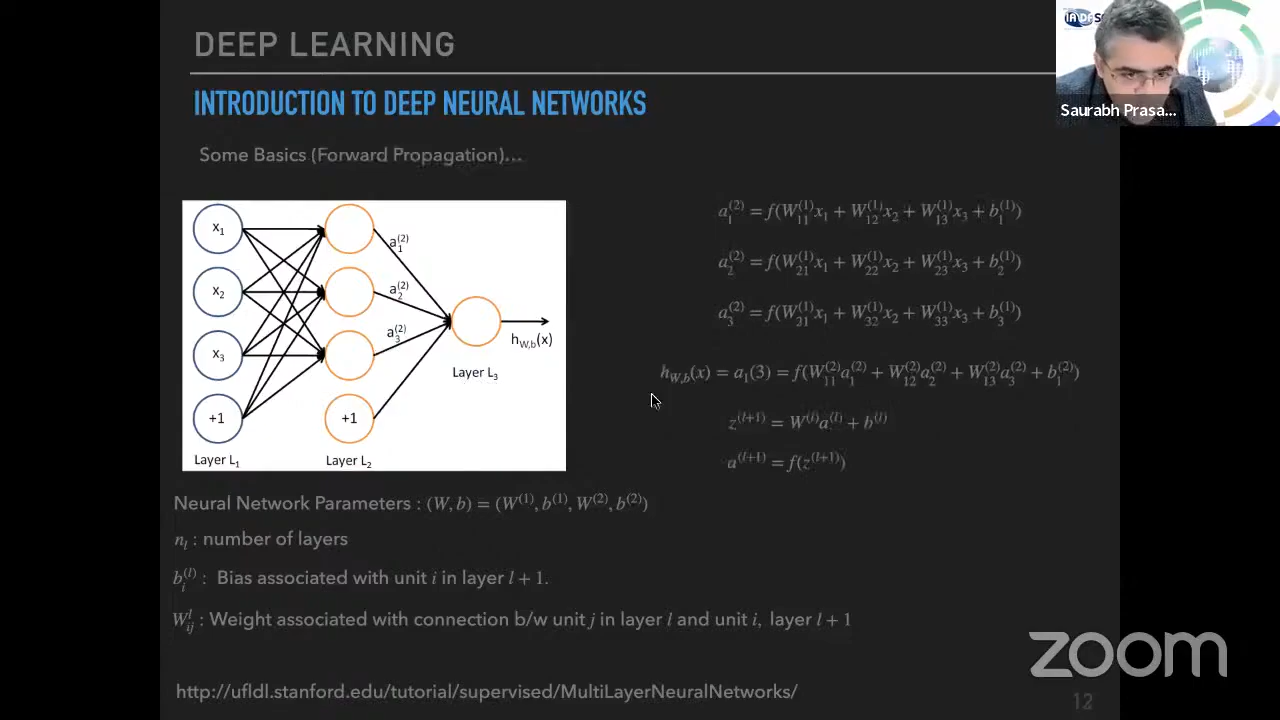 DEEP LEARNING
INTRODUCTION TO DEEP NEURAL NETWORKS
Some Basics (Forward Propagation)...
Saurabh Prasa...
x₁
x₂
x₃
+1
Layer L₁
+1
Layer L₂
a₁⁽²⁾
a₂⁽²⁾
a₃⁽²⁾
Layer L₃
h_{W,b}(x)
a₁⁽²⁾ = f(W₁₁⁽¹⁾x₁ + W₁₂⁽¹⁾x₂ + W₁₃⁽¹⁾x₃ + b₁⁽¹⁾)
a₂⁽²⁾ = f(W₂₁⁽¹⁾x₁ + W₂₂⁽¹⁾x₂ + W₂₃⁽¹⁾x₃ + b₂⁽¹⁾)
a₃⁽²⁾ = f(W₃₁⁽¹⁾x₁ + W₃₂⁽¹⁾x₂ + W₃₃⁽¹⁾x₃ + b₃⁽¹⁾)
h_{W,b}(x) = a₁(3) = f(W₁₁⁽²⁾a₁⁽²⁾ + W₁₂⁽²⁾a₂⁽²⁾ + W₁₃⁽²⁾a₃⁽²⁾ + b₁⁽²⁾)
z⁽ˡ⁺¹⁾ = W⁽ˡ⁾a⁽ˡ⁾ + b⁽ˡ⁾
a⁽ˡ⁺¹⁾ = f(z⁽ˡ⁺¹⁾)
Neural Network Parameters : (W, b) = (W⁽¹⁾, b⁽¹⁾, W⁽²⁾, b⁽²⁾)
nₗ : number of layers
bᵢ⁽ˡ⁾ : Bias associated with unit i in layer l + 1.
Wᵢⱼˡ : Weight associated with connection b/w unit j in layer l and unit i, layer l + 1
http://ufldl.stanford.edu/tutorial/supervised/MultiLayerNeuralNetworks/
zoom
12